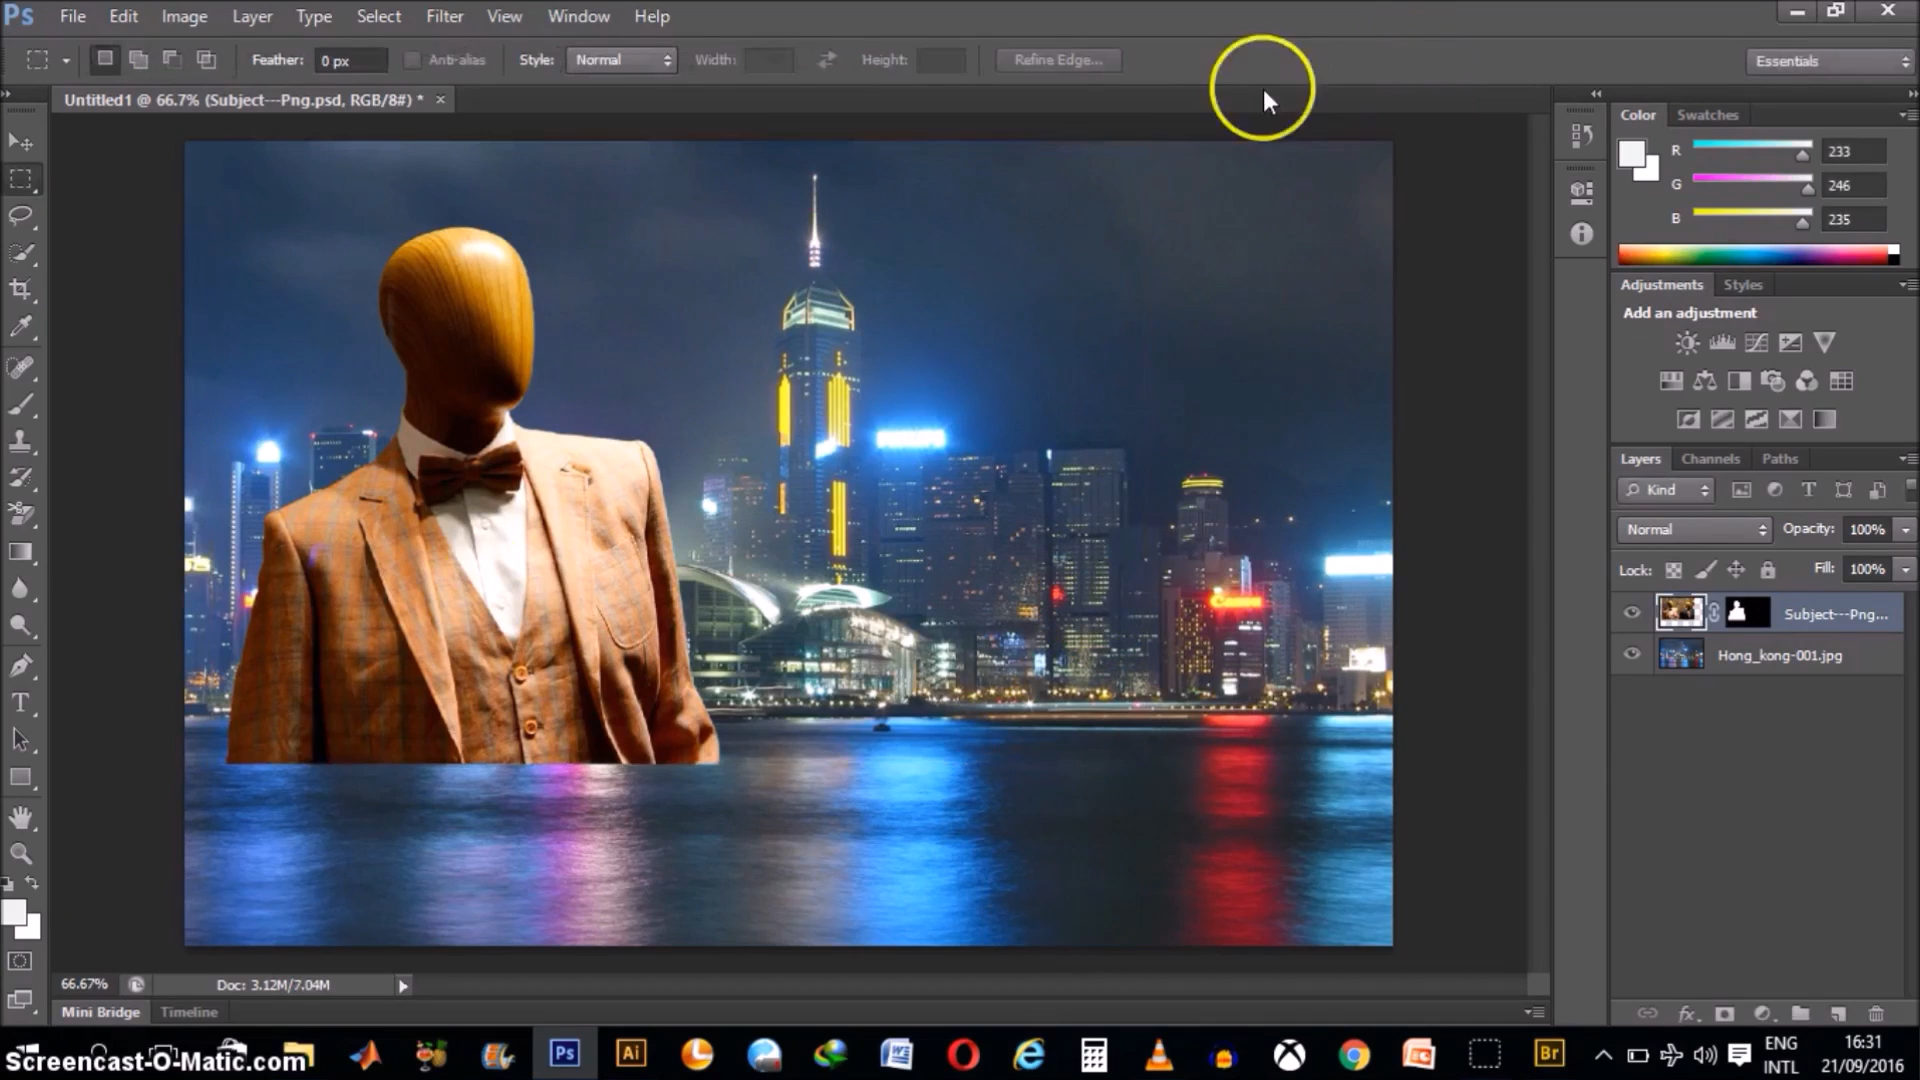 Ps File Edit Image Layer Type Select Filter View Window Help
Feather: 0 px Anti-alias Style: Normal Width: Height: Refine Edge... Essentials
Untitled1 @ 66.7% (Subject---Png.psd, RGB/8#) * ×
Color Swatches
R 233
G 246
B 235
Adjustments Styles
Add an adjustment
Layers Channels Paths
Kind
Normal Opacity: 100%
Lock: Fill: 100%
Subject---Png...
Hong_kong-001.jpg
PHILIPS
66.67% Doc: 3.12M/7.04M
Mini Bridge Timeline
Screencast-O-Matic.com
Ps Ai Br
ENG 16:31
INTL 21/09/2016